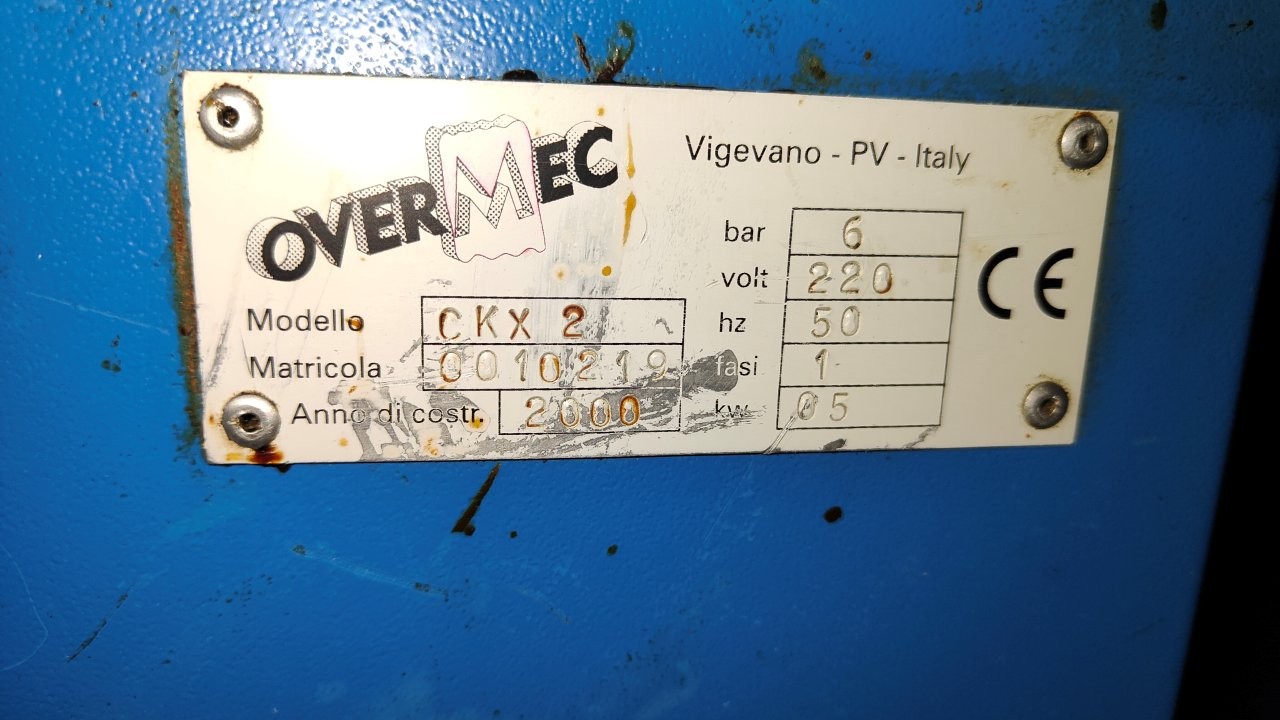 OVERMEC
Vigevano - PV - Italy
Modello CKX 2
Matricola 0010219
Anno di costr. 2000
bar 6
volt 220
hz 50
fasi 1
kw 05
CE